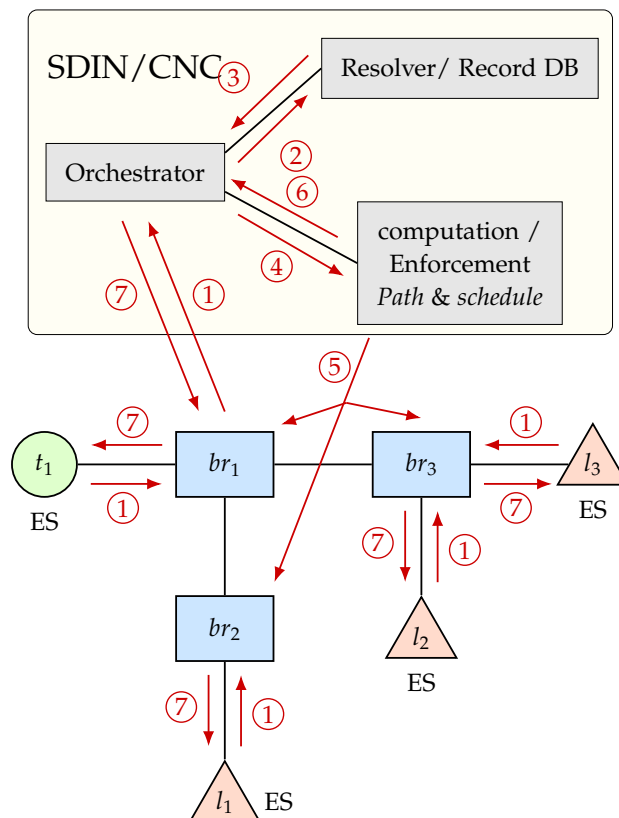 SDIN/CNC
③
Resolver/ Record DB
②
Orchestrator
⑥
④
computation /
Enforcement
Path & schedule
⑦
①
⑤
⑦
①
t₁
br₁
br₃
l₃
ES
①
⑦
ES
⑦
①
br₂
l₂
ES
⑦
①
l₁
ES